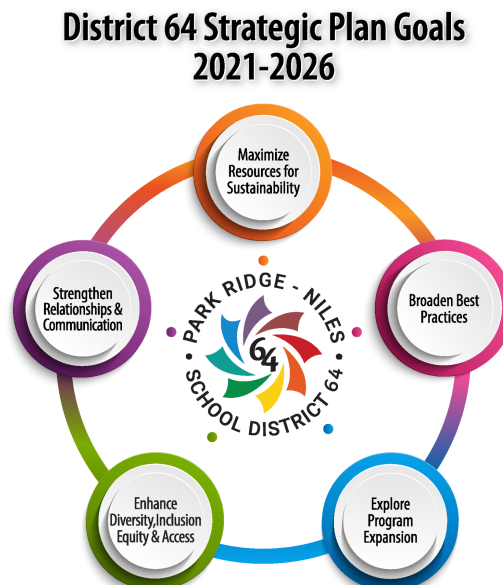 District 64 Strategic Plan Goals
2021-2026
Maximize
Resources for
Sustainability
Strengthen
Relationships &
Communication
Broaden Best
Practices
PARK RIDGE - NILES
64
SCHOOL DISTRICT 64
Enhance
Diversity,Inclusion
Equity & Access
Explore
Program
Expansion